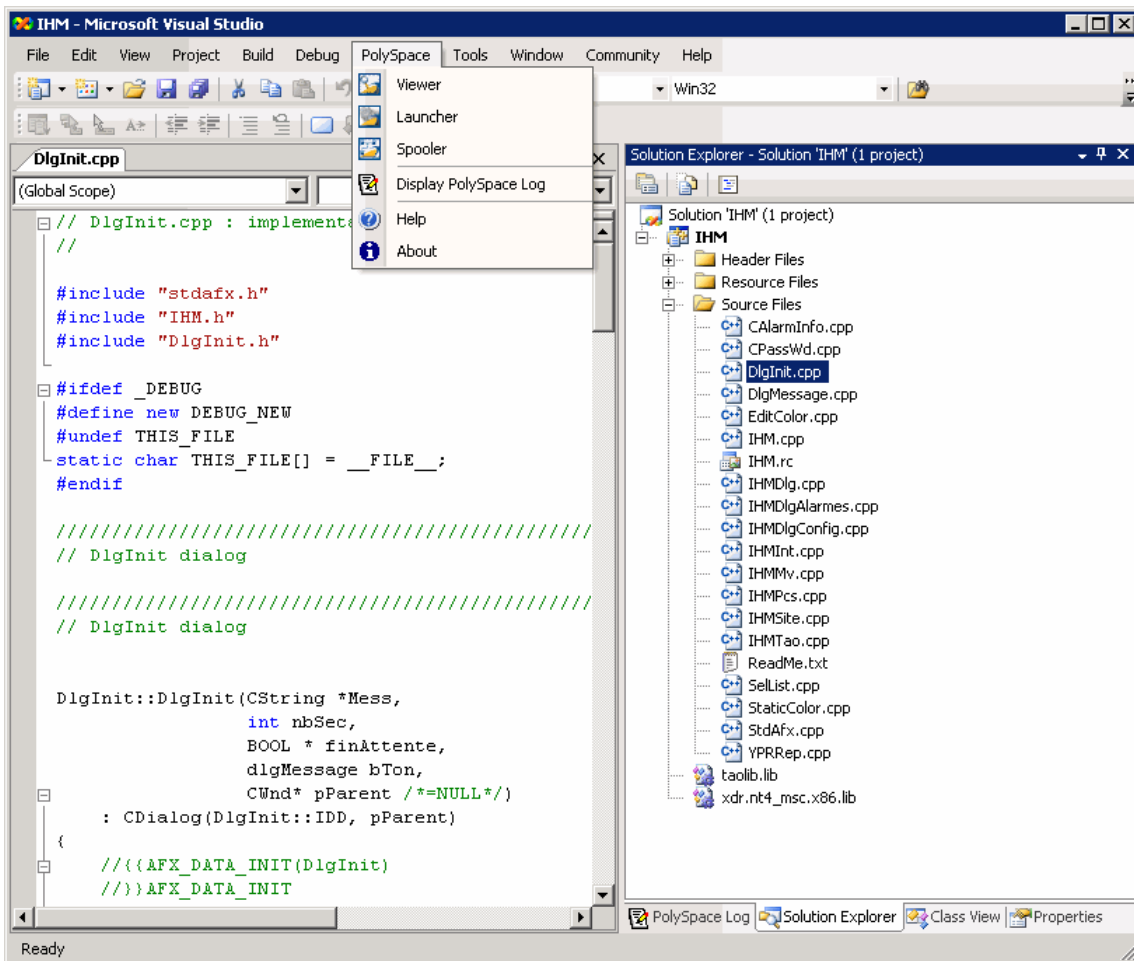 IHM - Microsoft Visual Studio
File Edit View Project Build Debug PolySpace Tools Window Community Help
Viewer
Launcher
Spooler
Display PolySpace Log
Help
About
Win32
DlgInit.cpp
(Global Scope)
// DlgInit.cpp : implementa
//
#include "stdafx.h"
#include "IHM.h"
#include "DlgInit.h"
#ifdef _DEBUG
#define new DEBUG_NEW
#undef THIS_FILE
static char THIS_FILE[] = __FILE__;
#endif
/////////////////////////////////////////////////
// DlgInit dialog
/////////////////////////////////////////////////
// DlgInit dialog
DlgInit::DlgInit(CString *Mess,
int nbSec,
BOOL * finAttente,
dlgMessage bTon,
CWnd* pParent /*=NULL*/)
: CDialog(DlgInit::IDD, pParent)
{
//{{AFX_DATA_INIT(DlgInit)
//}}AFX_DATA_INIT
Solution Explorer - Solution 'IHM' (1 project)
Solution 'IHM' (1 project)
IHM
Header Files
Resource Files
Source Files
CAlarmInfo.cpp
CPassWd.cpp
DlgInit.cpp
DlgMessage.cpp
EditColor.cpp
IHM.cpp
IHM.rc
IHMDlg.cpp
IHMDlgAlarmes.cpp
IHMDlgConfig.cpp
IHMInt.cpp
IHMMv.cpp
IHMPcs.cpp
IHMSite.cpp
IHMTao.cpp
ReadMe.txt
SelList.cpp
StaticColor.cpp
StdAfx.cpp
YPRRep.cpp
taolib.lib
xdr.nt4_msc.x86.lib
PolySpace Log Solution Explorer Class View Properties
Ready